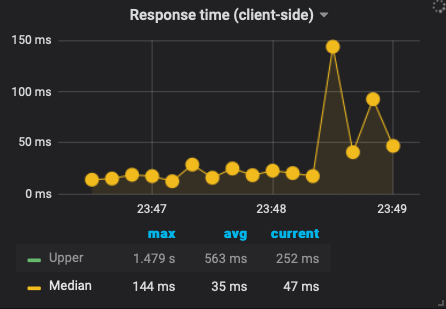 Response time (client-side)
150 ms
100 ms
50 ms
0 ms
23:47 23:48 23:49
max avg current
Upper 1.479 s 563 ms 252 ms
Median 144 ms 35 ms 47 ms